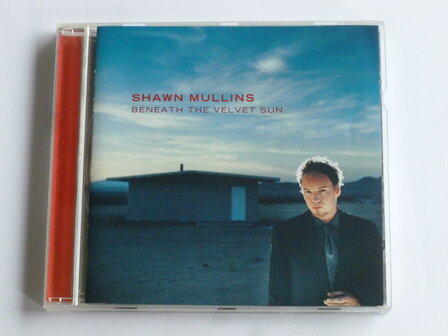 SHAWN MULLINS
BENEATH THE VELVET SUN